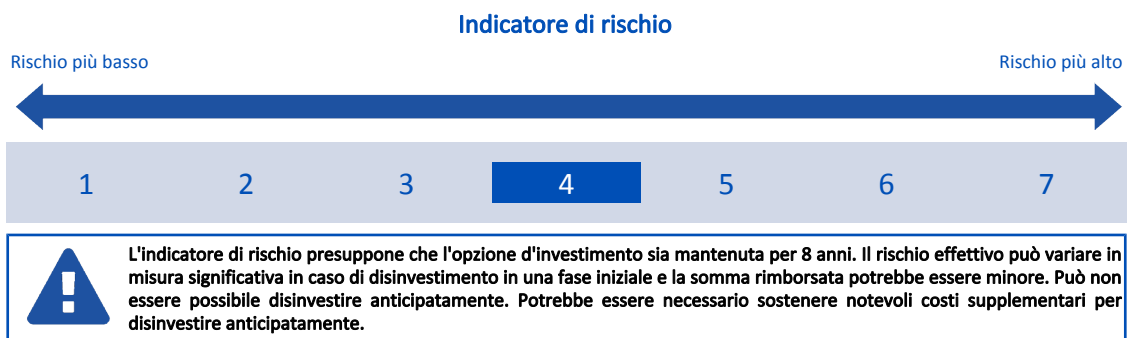 Indicatore di rischio
Rischio più basso
Rischio più alto
1 2 3 4 5 6 7
L'indicatore di rischio presuppone che l'opzione d'investimento sia mantenuta per 8 anni. Il rischio effettivo può variare in
misura significativa in caso di disinvestimento in una fase iniziale e la somma rimborsata potrebbe essere minore. Può non
essere possibile disinvestire anticipatamente. Potrebbe essere necessario sostenere notevoli costi supplementari per
disinvestire anticipatamente.